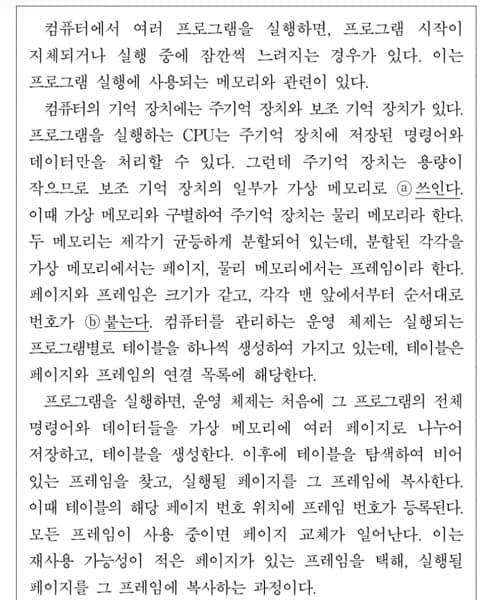 컴퓨터에서 여러 프로그램을 실행하면, 프로그램 시작이
지체되거나 실행 중에 잠깐씩 느려지는 경우가 있다. 이는
프로그램 실행에 사용되는 메모리와 관련이 있다.
컴퓨터의 기억 장치에는 주기억 장치와 보조 기억 장치가 있다.
프로그램을 실행하는 CPU는 주기억 장치에 저장된 명령어와
데이터만을 처리할 수 있다. 그런데 주기억 장치는 용량이
작으므로 보조 기억 장치의 일부가 가상 메모리로 ⓐ쓰인다.
이때 가상 메모리와 구별하여 주기억 장치는 물리 메모리라 한다.
두 메모리는 제각기 균등하게 분할되어 있는데, 분할된 각각을
가상 메모리에서는 페이지, 물리 메모리에서는 프레임이라 한다.
페이지와 프레임은 크기가 같고, 각각 맨 앞에서부터 순서대로
번호가 ⓑ붙는다. 컴퓨터를 관리하는 운영 체제는 실행되는
프로그램별로 테이블을 하나씩 생성하여 가지고 있는데, 테이블은
페이지와 프레임의 연결 목록에 해당한다.
프로그램을 실행하면, 운영 체제는 처음에 그 프로그램의 전체
명령어와 데이터들을 가상 메모리에 여러 페이지로 나누어
저장하고, 테이블을 생성한다. 이후에 테이블을 탐색하여 비어
있는 프레임을 찾고, 실행될 페이지를 그 프레임에 복사한다.
이때 테이블의 해당 페이지 번호 위치에 프레임 번호가 등록된다.
모든 프레임이 사용 중이면 페이지 교체가 일어난다. 이는
재사용 가능성이 적은 페이지가 있는 프레임을 택해, 실행될
페이지를 그 프레임에 복사하는 과정이다.